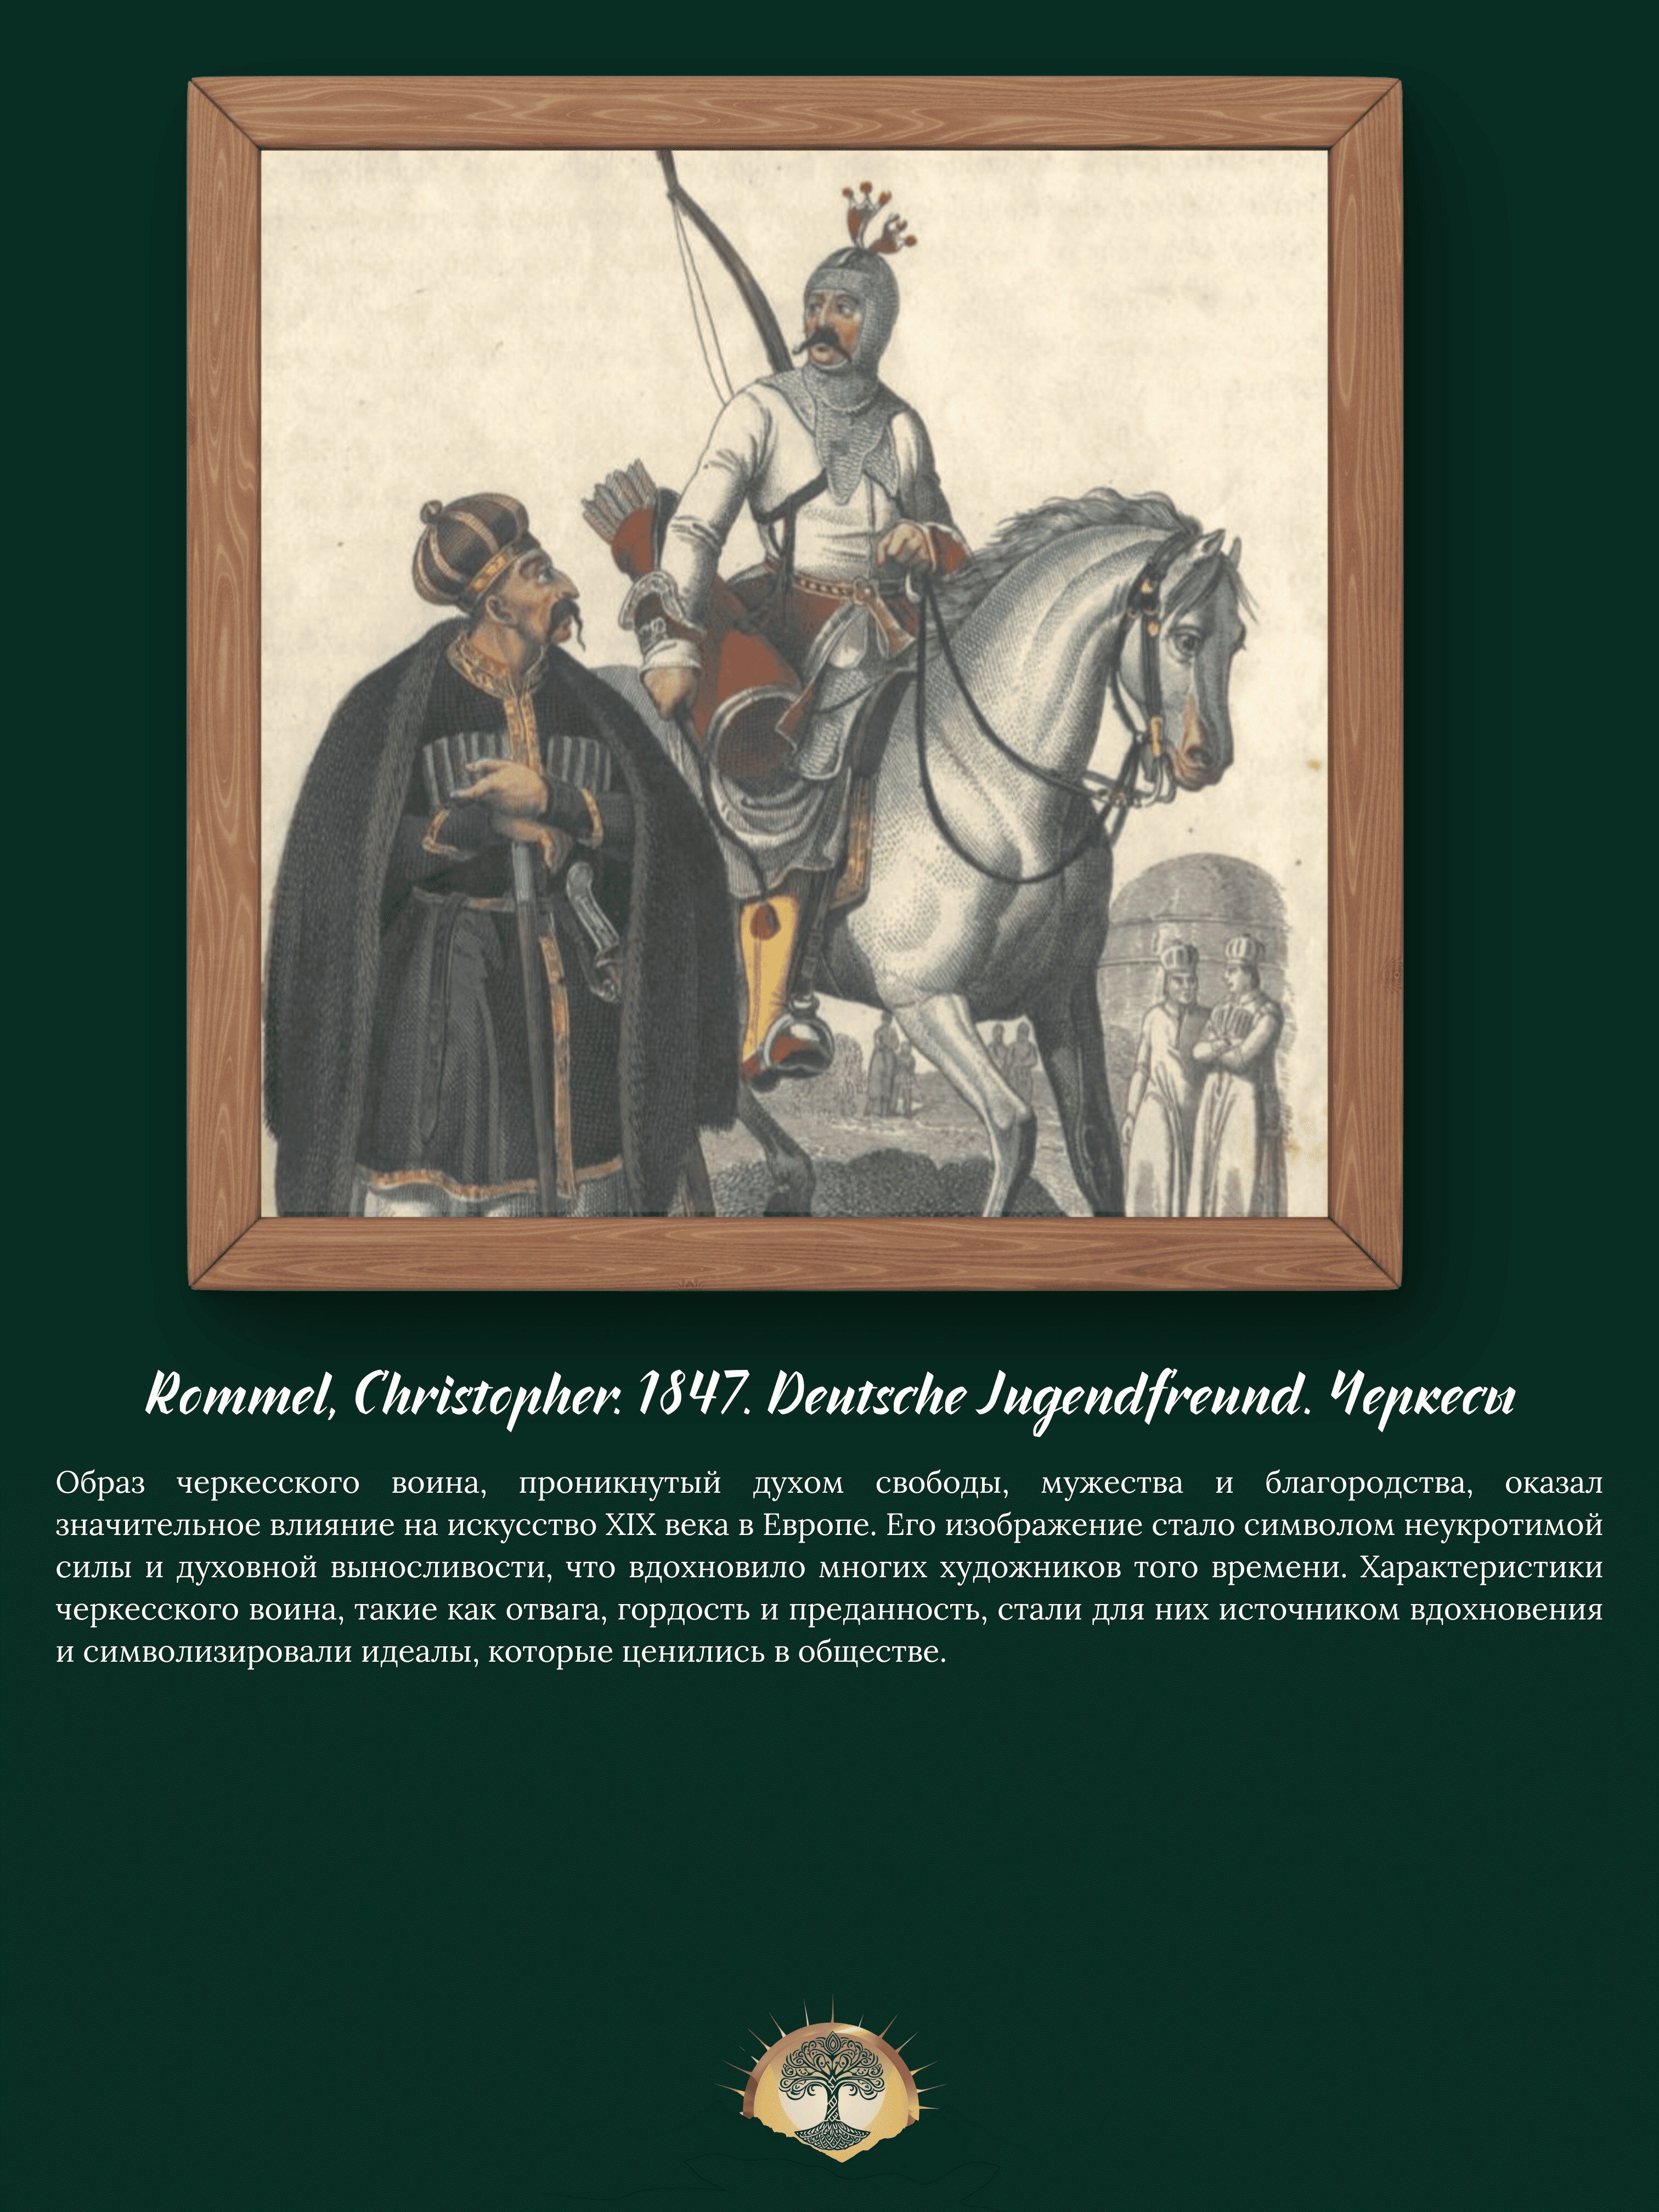 Rommel, Christopher. 1847. Deutsche Jugendfreund. Черкесы
Образ черкесского воина, проникнутый духом свободы, мужества и благородства, оказал
значительное влияние на искусство XIX века в Европе. Его изображение стало символом неукротимой
силы и духовной выносливости, что вдохновило многих художников того времени. Характеристики
черкесского воина, такие как отвага, гордость и преданность, стали для них источником вдохновения
и символизировали идеалы, которые ценились в обществе.